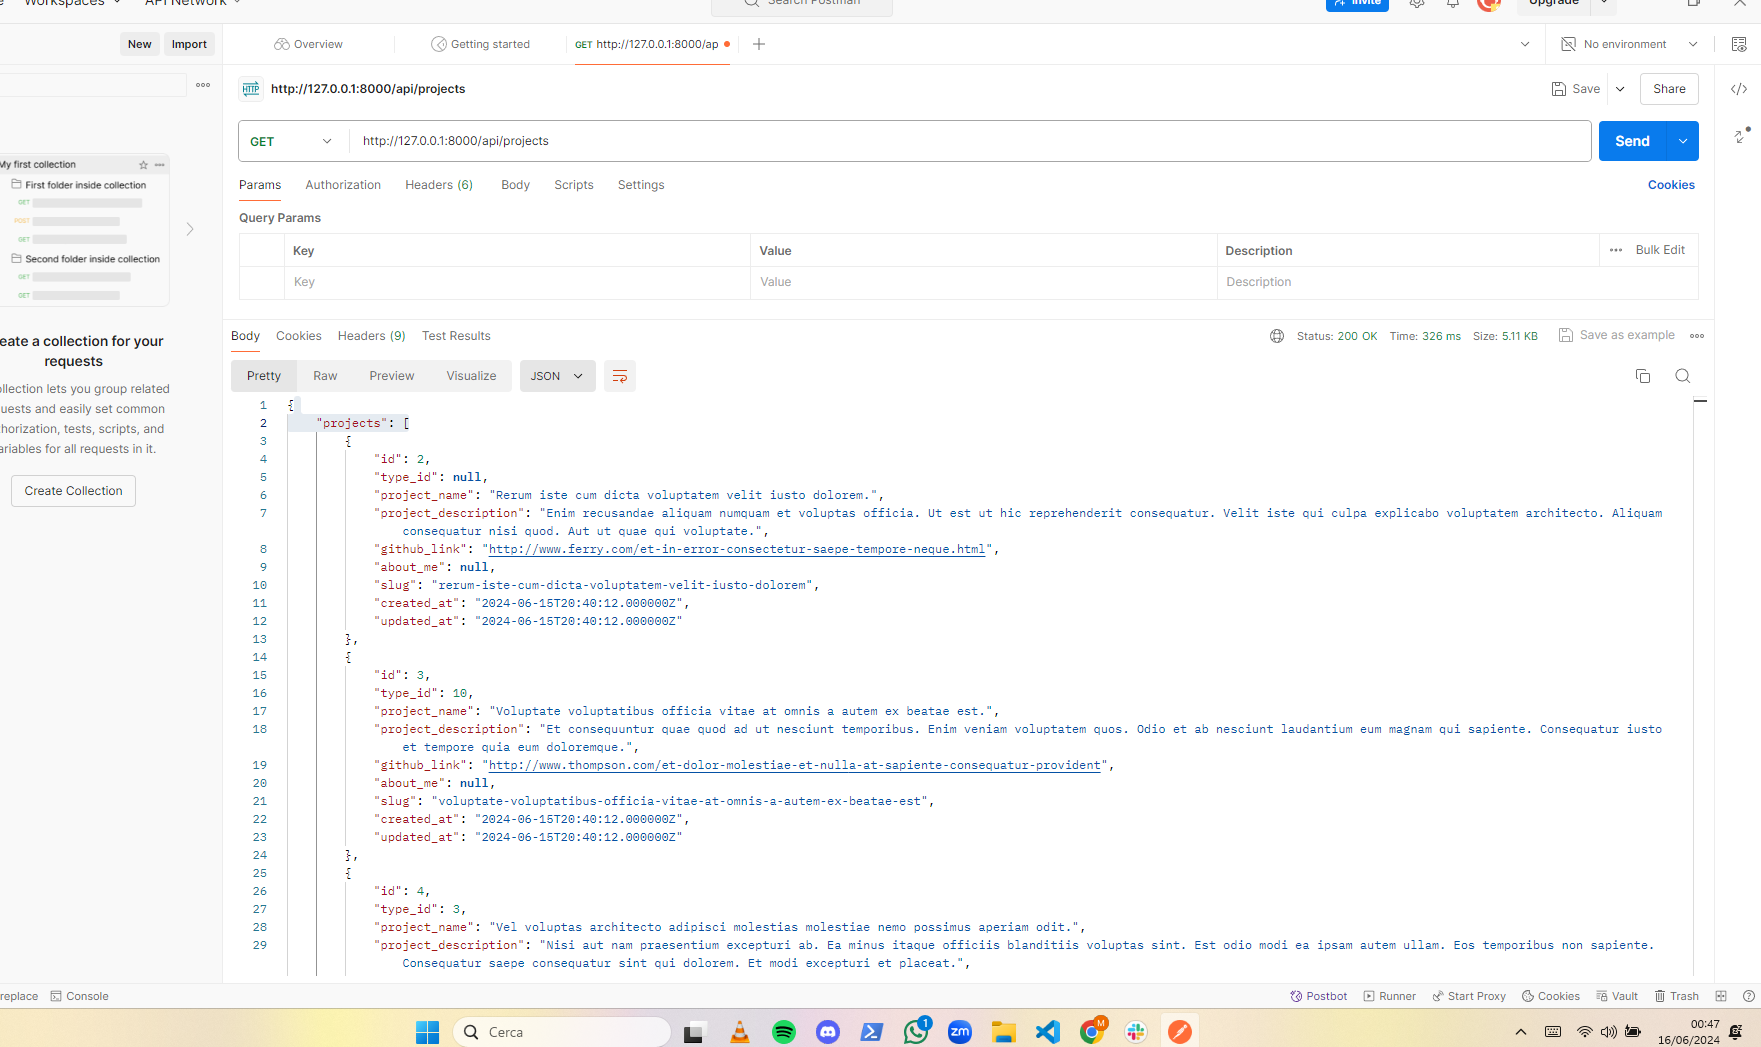 Workspaces
API Network
Search Postman
Invite
Upgrade
New
Import
Overview
Getting started
GET http://127.0.0.1:8000/ap
No environment
HTTP
http://127.0.0.1:8000/api/projects
Save
Share
GET
http://127.0.0.1:8000/api/projects
Send
Params
Authorization
Headers (6)
Body
Scripts
Settings
Cookies
Query Params
Key
Value
Description
Bulk Edit
Key
Value
Description
My first collection
First folder inside collection
GET
POST
GET
Second folder inside collection
GET
GET
eate a collection for your
requests
ollection lets you group related
uests and easily set common
horization, tests, scripts, and
ariables for all requests in it.
Create Collection
Body
Cookies
Headers (9)
Test Results
Status: 200 OK
Time: 326 ms
Size: 5.11 KB
Save as example
Pretty
Raw
Preview
Visualize
JSON
1 {
2 "projects": [
3 {
4 "id": 2,
5 "type_id": null,
6 "project_name": "Rerum iste cum dicta voluptatem velit iusto dolorem.",
7 "project_description": "Enim recusandae aliquam numquam et voluptas officia. Ut est ut hic reprehenderit consequatur. Velit iste qui culpa explicabo voluptatem architecto. Aliquam
consequatur nisi quod. Aut ut quae qui voluptate.",
8 "github_link": "http://www.ferry.com/et-in-error-consectetur-saepe-tempore-neque.html",
9 "about_me": null,
10 "slug": "rerum-iste-cum-dicta-voluptatem-velit-iusto-dolorem",
11 "created_at": "2024-06-15T20:40:12.000000Z",
12 "updated_at": "2024-06-15T20:40:12.000000Z"
13 },
14 {
15 "id": 3,
16 "type_id": 10,
17 "project_name": "Voluptate voluptatibus officia vitae at omnis a autem ex beatae est.",
18 "project_description": "Et consequuntur quae quod ad ut nesciunt temporibus. Enim veniam voluptatem quos. Odio et ab nesciunt laudantium eum magnam qui sapiente. Consequatur iusto
et tempore quia eum doloremque.",
19 "github_link": "http://www.thompson.com/et-dolor-molestiae-et-nulla-at-sapiente-consequatur-provident",
20 "about_me": null,
21 "slug": "voluptate-voluptatibus-officia-vitae-at-omnis-a-autem-ex-beatae-est",
22 "created_at": "2024-06-15T20:40:12.000000Z",
23 "updated_at": "2024-06-15T20:40:12.000000Z"
24 },
25 {
26 "id": 4,
27 "type_id": 3,
28 "project_name": "Vel voluptas architecto adipisci molestias molestiae nemo possimus aperiam odit.",
29 "project_description": "Nisi aut nam praesentium excepturi ab. Ea minus itaque officiis blanditiis voluptas sint. Est odio modi ea ipsam autem ullam. Eos temporibus non sapiente.
Consequatur saepe consequatur sint qui dolorem. Et modi excepturi et placeat.",
replace
Console
Postbot
Runner
Start Proxy
Cookies
Vault
Trash
Cerca
1
zm
M
00:47
16/06/2024